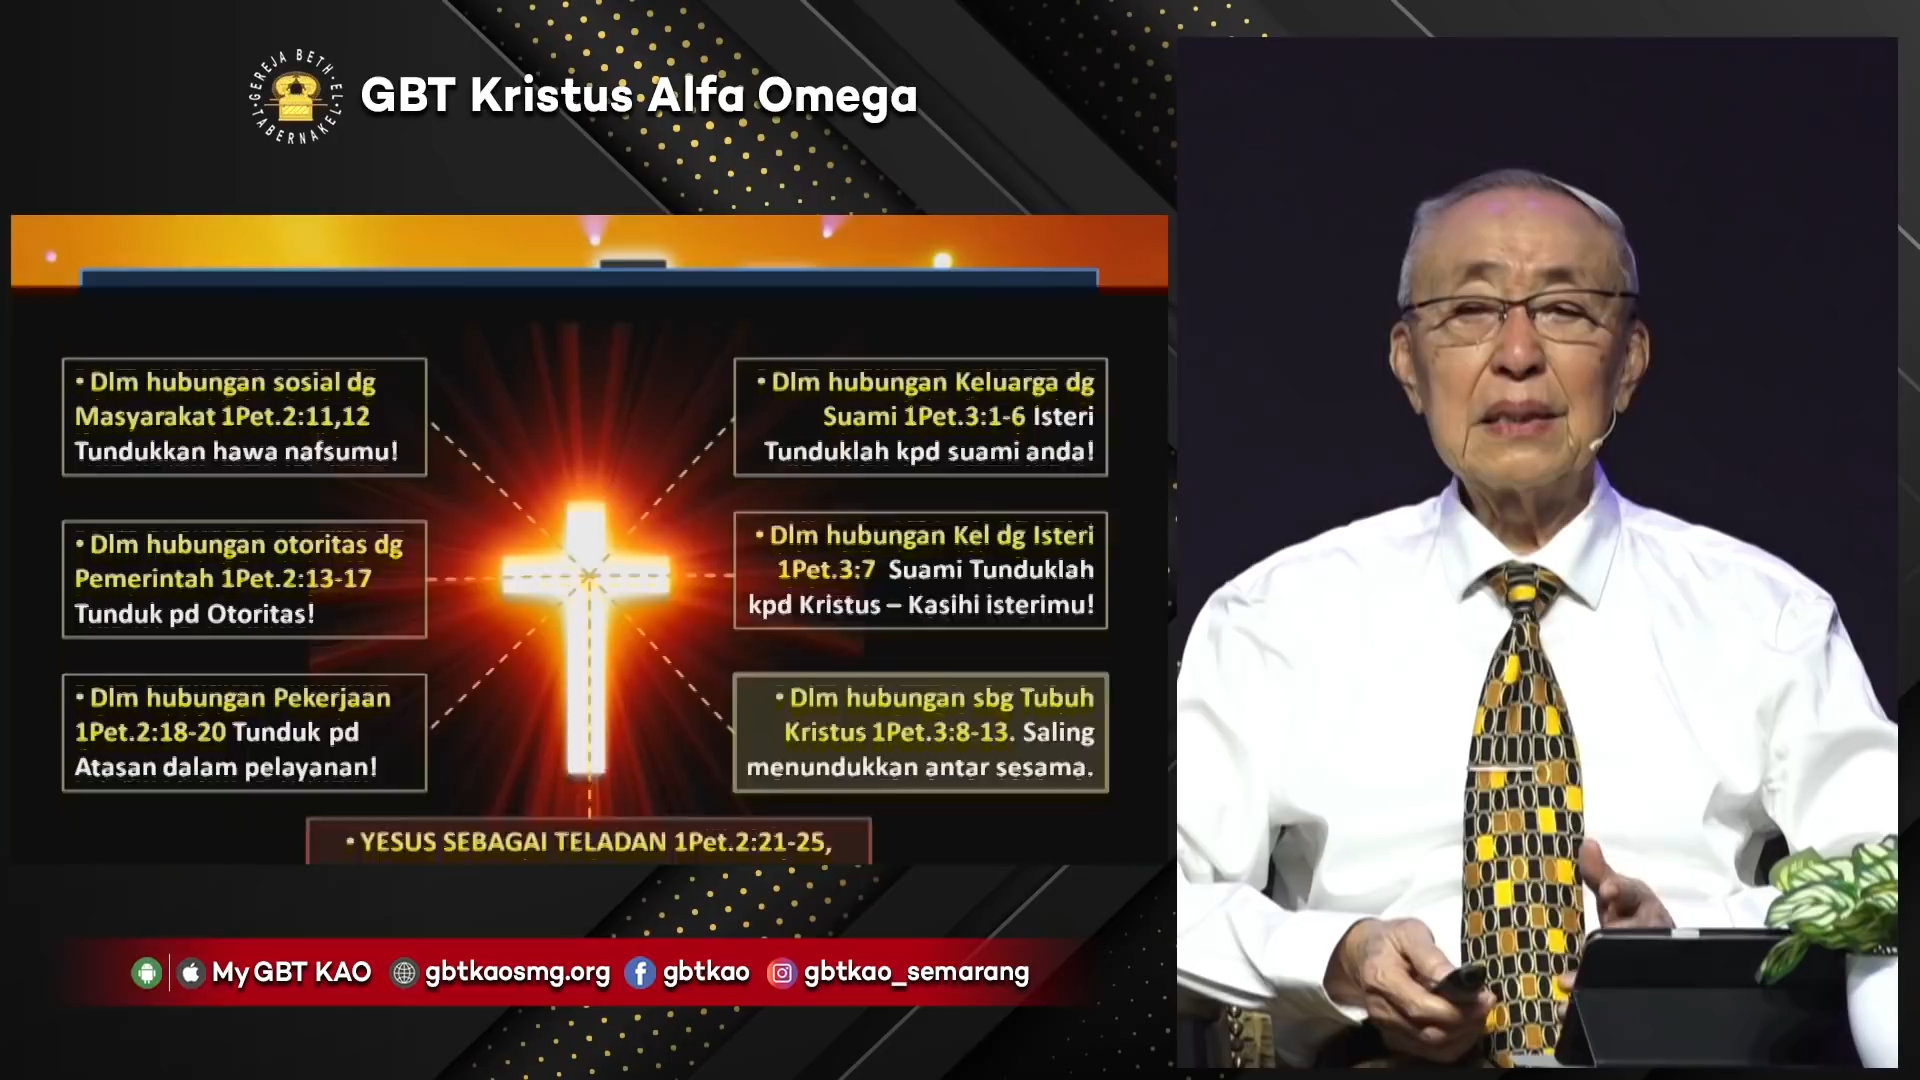 GEREJA BETH-EL TABERNAKEL
GBT Kristus Alfa Omega
• Dlm hubungan sosial dg
Masyarakat 1Pet.2:11,12
Tundukkan hawa nafsumu!
• Dlm hubungan otoritas dg
Pemerintah 1Pet.2:13-17
Tunduk pd Otoritas!
• Dlm hubungan Pekerjaan
1Pet.2:18-20 Tunduk pd
Atasan dalam pelayanan!
• Dlm hubungan Keluarga dg
Suami 1Pet.3:1-6 Isteri
Tunduklah kpd suami anda!
• Dlm hubungan Kel dg Isteri
1Pet.3:7 Suami Tunduklah
kpd Kristus – Kasihi isterimu!
• Dlm hubungan sbg Tubuh
Kristus 1Pet.3:8-13. Saling
menundukkan antar sesama.
• YESUS SEBAGAI TELADAN 1Pet.2:21-25,
My GBT KAO gbtkaosmg.org gbtkao gbtkao_semarang